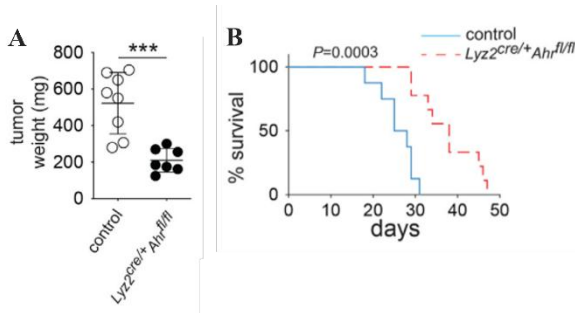 A
***
800
600
400
200
0
tumor
weight (mg)
control
Lyz2cre/+Ahrfl/fl
B
P=0.0003
control
Lyz2cre/+Ahrfl/fl
100
50
0
% survival
0 10 20 30 40 50
days